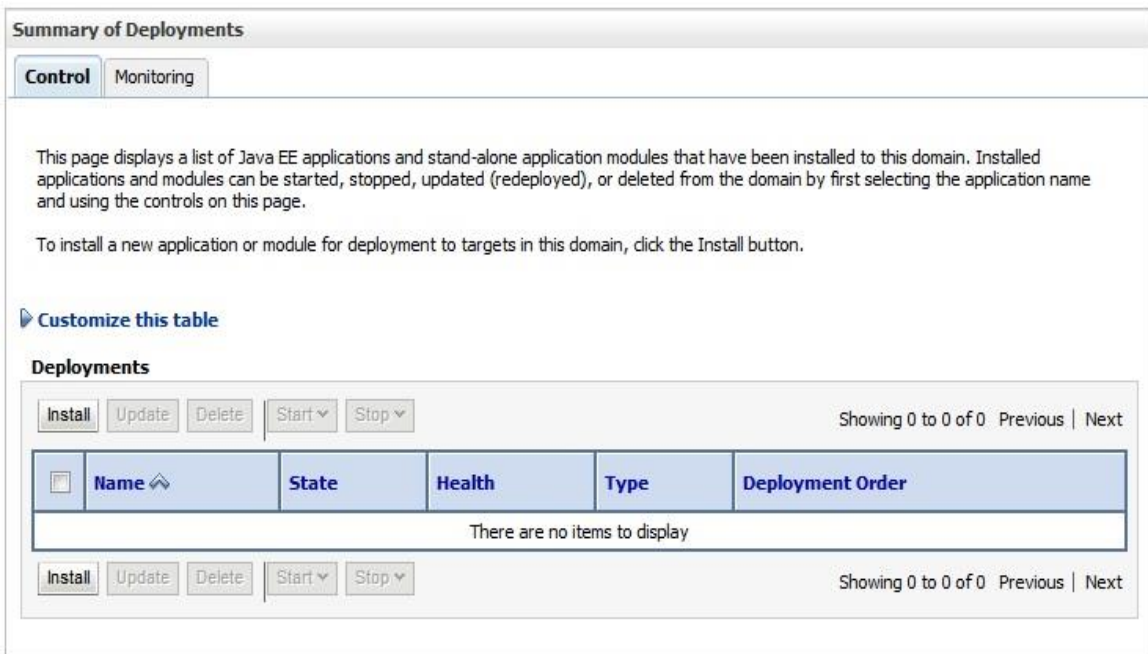 Summary of Deployments
Control Monitoring
This page displays a list of Java EE applications and stand-alone application modules that have been installed to this domain. Installed
applications and modules can be started, stopped, updated (redeployed), or deleted from the domain by first selecting the application name
and using the controls on this page.
To install a new application or module for deployment to targets in this domain, click the Install button.
Customize this table
Deployments
Install Update Delete Start Stop Showing 0 to 0 of 0 Previous | Next
Name State Health Type Deployment Order
There are no items to display
Install Update Delete Start Stop Showing 0 to 0 of 0 Previous | Next